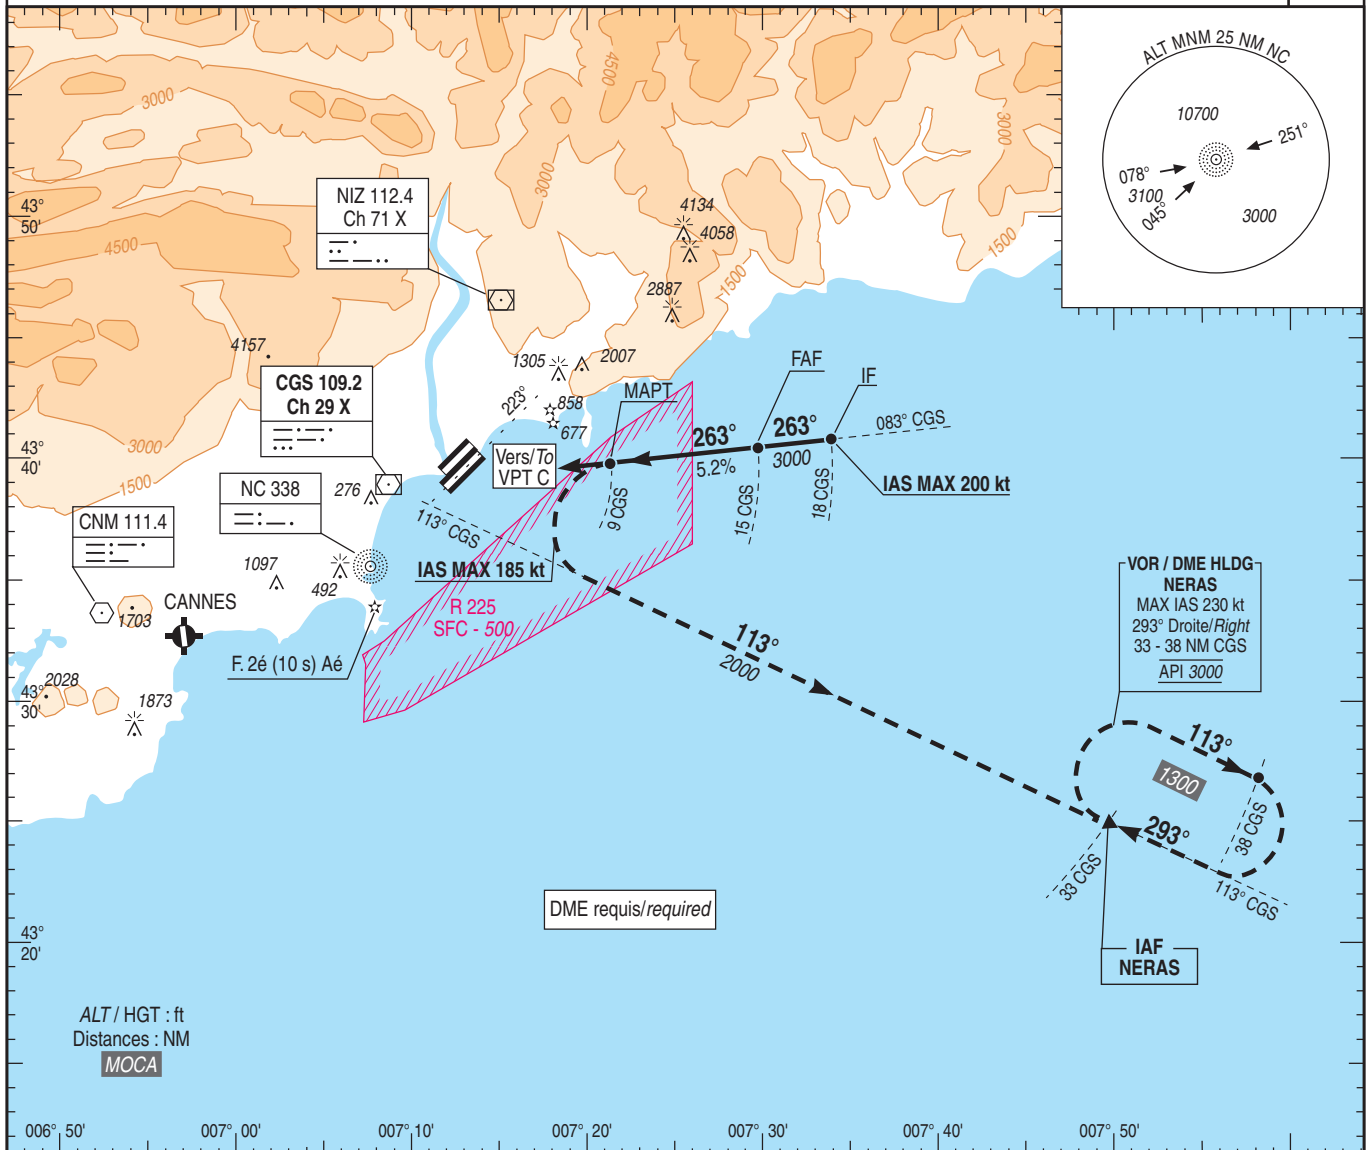 ALT MNM 25 NM NC
10700
251°
078°
3100
045°
3000
3000
4500
3000
3000
NIZ 112.4
Ch 71 X
43°
50'
4134
4058
4500
1500
1500
2887
4157
1305
2007
FAF
IF
CGS 109.2
Ch 29 X
223°
858
677
MAPT
263°
263°
083° CGS
3000
43°
40'
Vers/To
VPT C
5.2%
3000
1500
NC 338
276
IAS MAX 200 kt
9 CGS
15 CGS
18 CGS
CNM 111.4
113° CGS
1097
492
IAS MAX 185 kt
VOR / DME HLDG
NERAS
MAX IAS 230 kt
293° Droite/Right
33 - 38 NM CGS
API 3000
CANNES
1703
R 225
SFC - 500
113°
2000
F. 2é (10 s) Aé
2028
43°
30'
1873
113°
1300
293°
38 CGS
33 CGS
113° CGS
DME requis/required
43°
20'
IAF
NERAS
ALT / HGT : ft
Distances : NM
MOCA
006° 50'
007° 00'
007° 10'
007° 20'
007° 30'
007° 40'
007° 50'